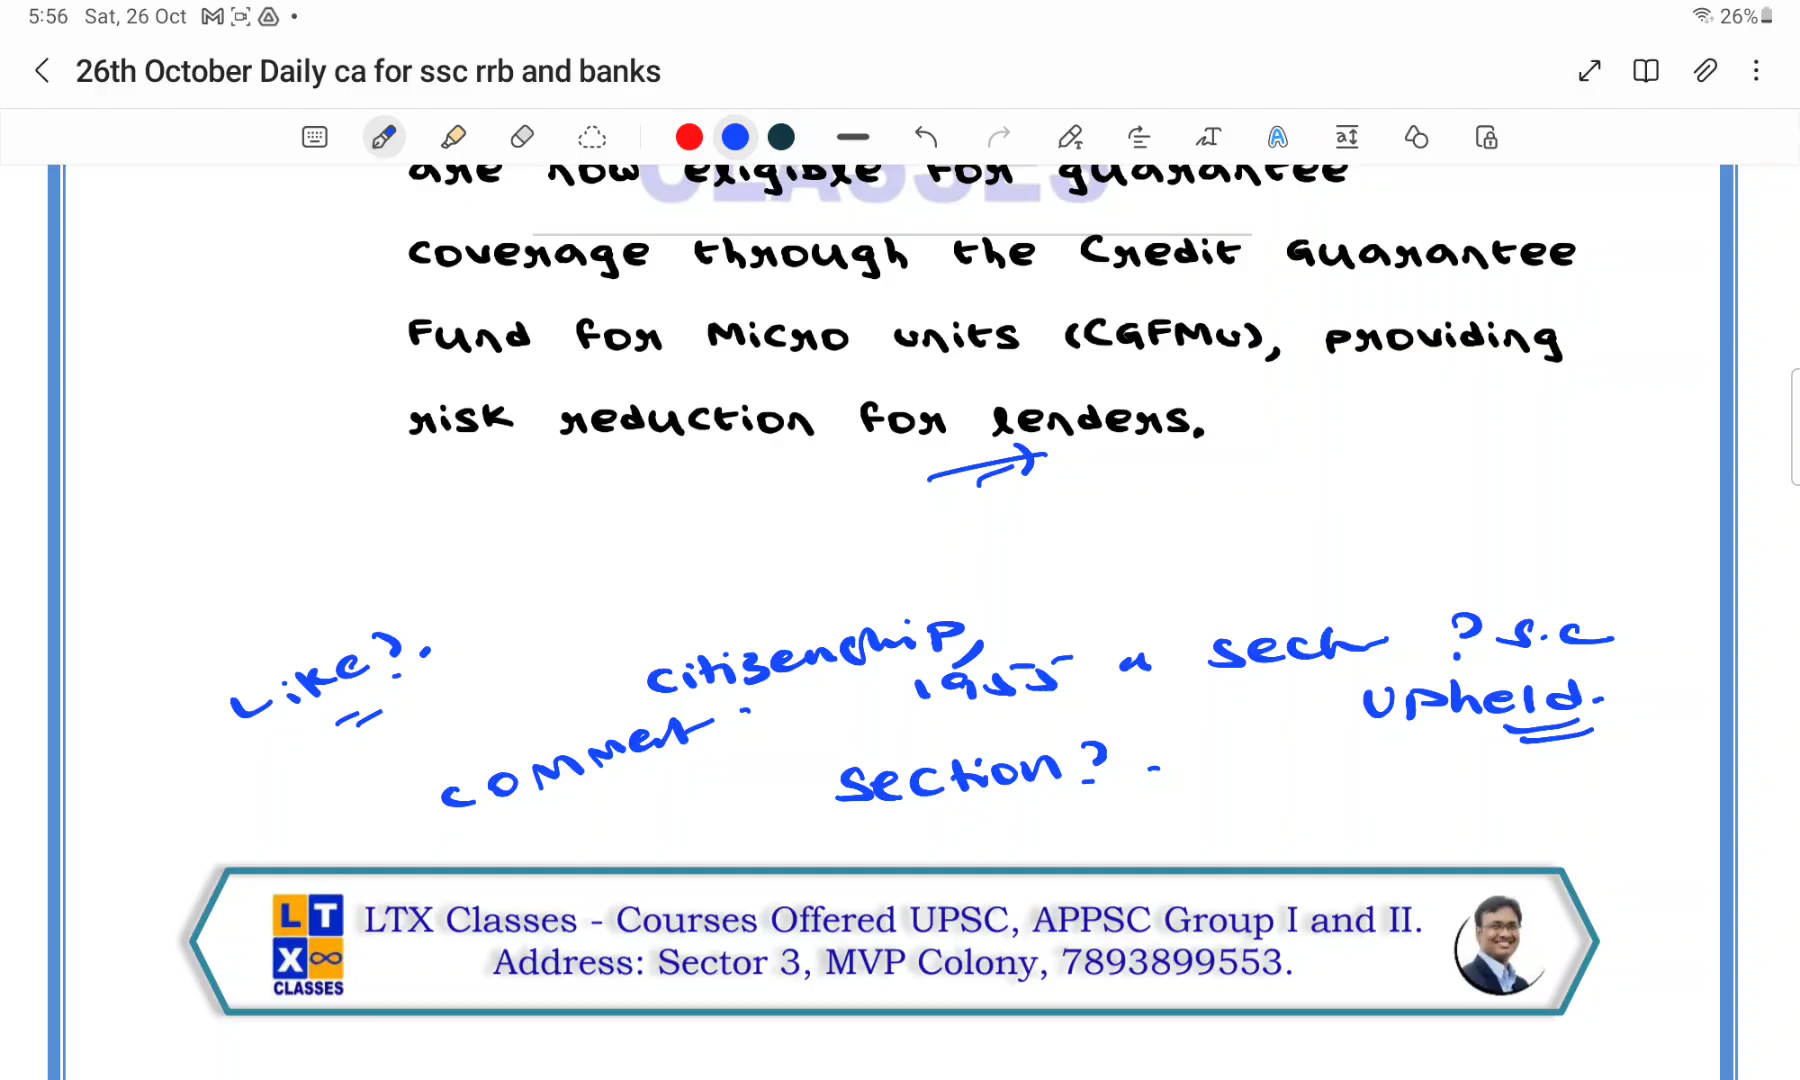 5:56 Sat, 26 Oct
26%
26th October Daily ca for ssc rrb and banks
CLASSES
are now eligible for guarantee
coverage through the Credit Guarantee
Fund for Micro units (CGFMU), providing
risk reduction for lenders.
Like?.
citizenship,
1955 a secn ? S.C
upheld.
comment
section?
LTX
CLASSES
LTX Classes - Courses Offered UPSC, APPSC Group I and II.
Address: Sector 3, MVP Colony, 7893899553.